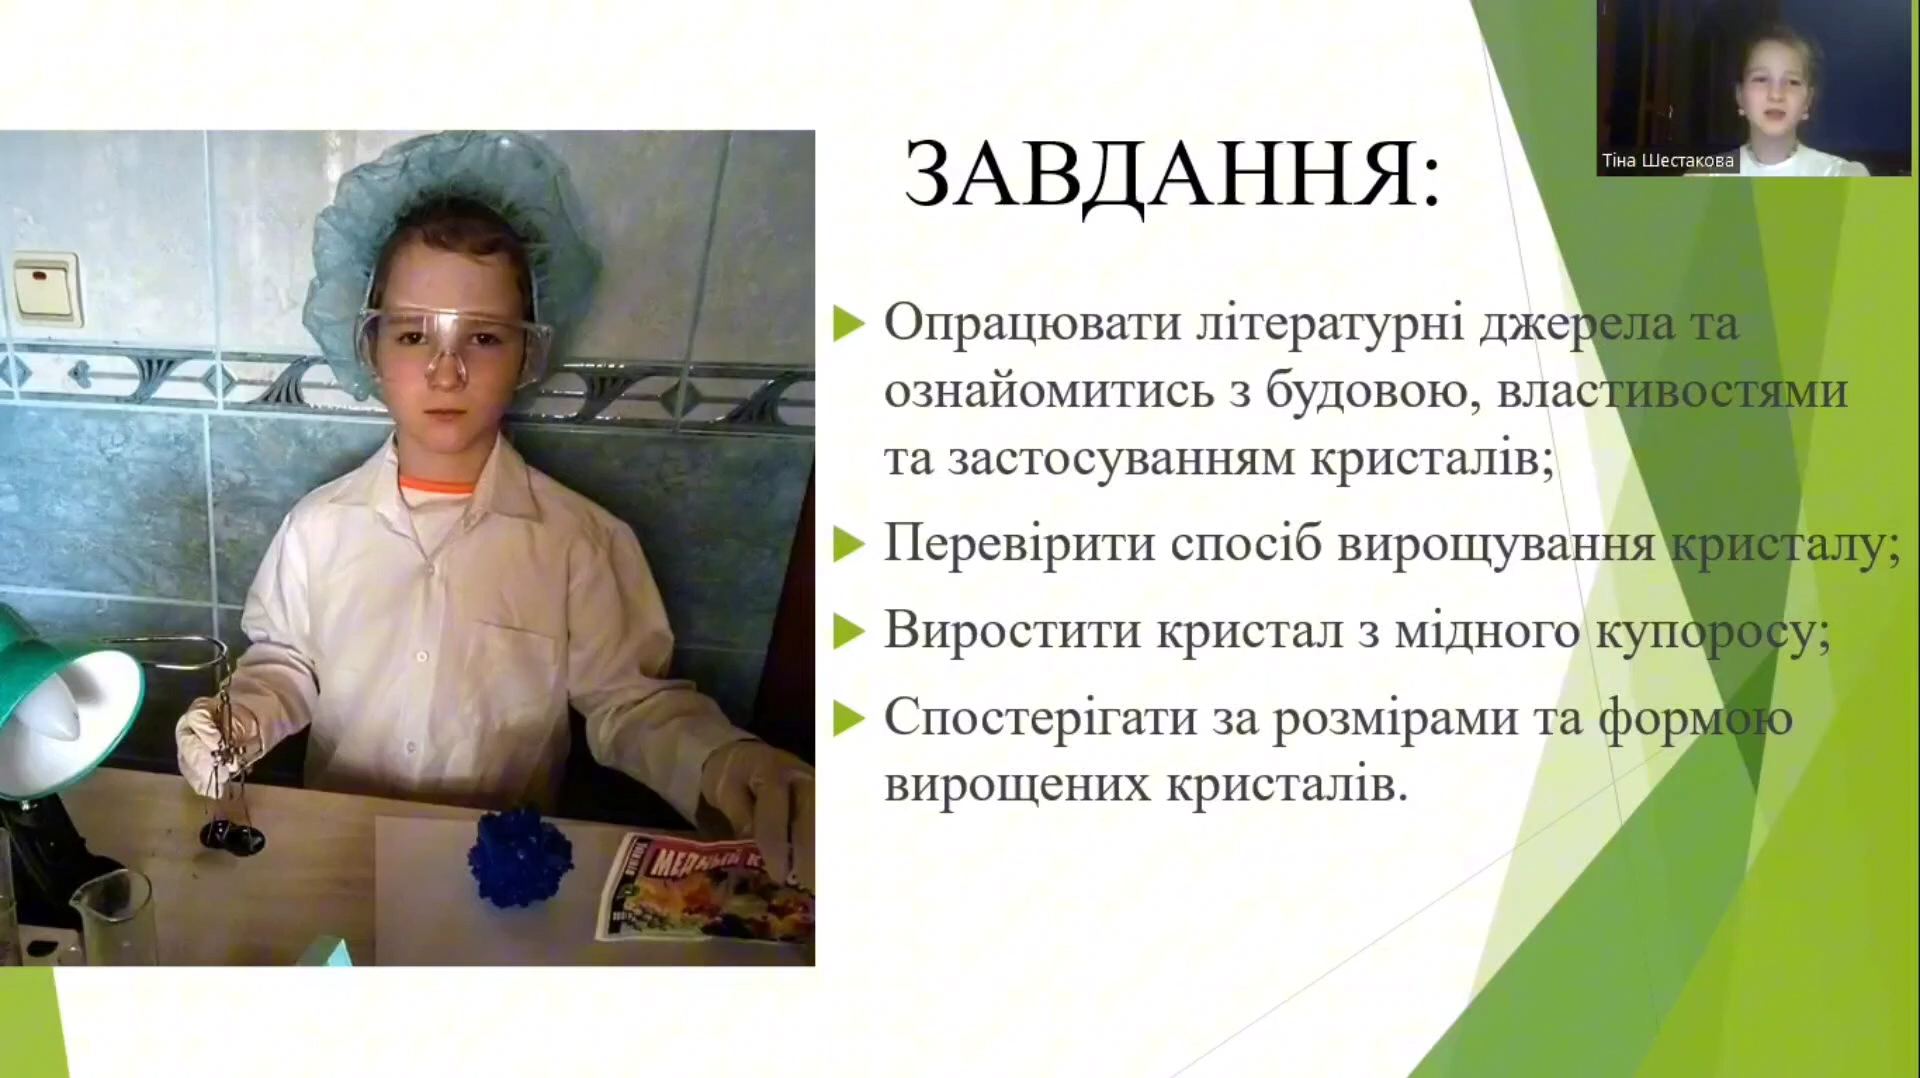 ЗАВДАННЯ:
Тіна Шестакова
Опрацювати літературні джерела та
ознайомитись з будовою, властивостями
та застосуванням кристалів;
Перевірити спосіб вирощування кристалу;
Виростити кристал з мідного купоросу;
Спостерігати за розмірами та формою
вирощених кристалів.
МЕДНЫЙ К